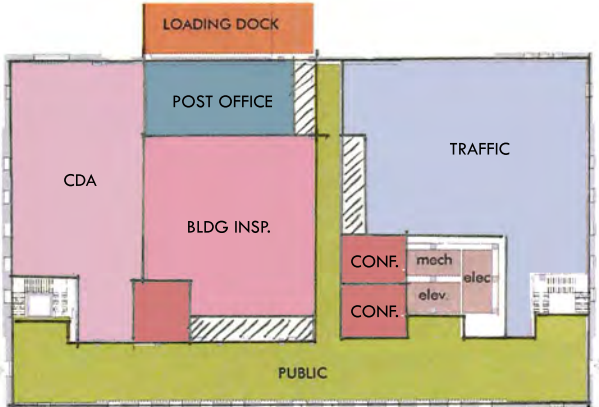 LOADING DOCK
POST OFFICE
TRAFFIC
CDA
BLDG INSP.
CONF.
mech
elec
elev.
CONF.
PUBLIC